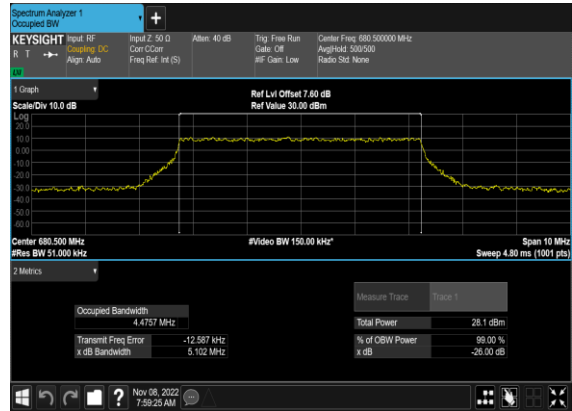 Spectrum Analyzer 1
Occupied BW
+
KEYSIGHT Input: RF Input Z: 50 Ω Atten: 40 dB Trig: Free Run Center Freq: 680.500000 MHz
R T Coupling: DC Corr CCorr Gate: Off Avg|Hold: 500/500
Align: Auto Freq Ref: Int (S) #IF Gain: Low Radio Std: None
1 Graph
Ref Lvl Offset 7.60 dB
Scale/Div 10.0 dB Ref Value 30.00 dBm
Log
20.0
10.0
0.00
-10.0
-20.0
-30.0
-40.0
-50.0
-60.0
Center 680.500 MHz #Video BW 150.00 kHz* Span 10 MHz
#Res BW 51.000 kHz Sweep 4.80 ms (1001 pts)
2 Metrics
Measure Trace Trace 1
Occupied Bandwidth
4.4757 MHz Total Power 28.1 dBm
Transmit Freq Error -12.587 kHz % of OBW Power 99.00 %
x dB Bandwidth 5.102 MHz x dB -26.00 dB
?
Nov 08, 2022
7:59:25 AM